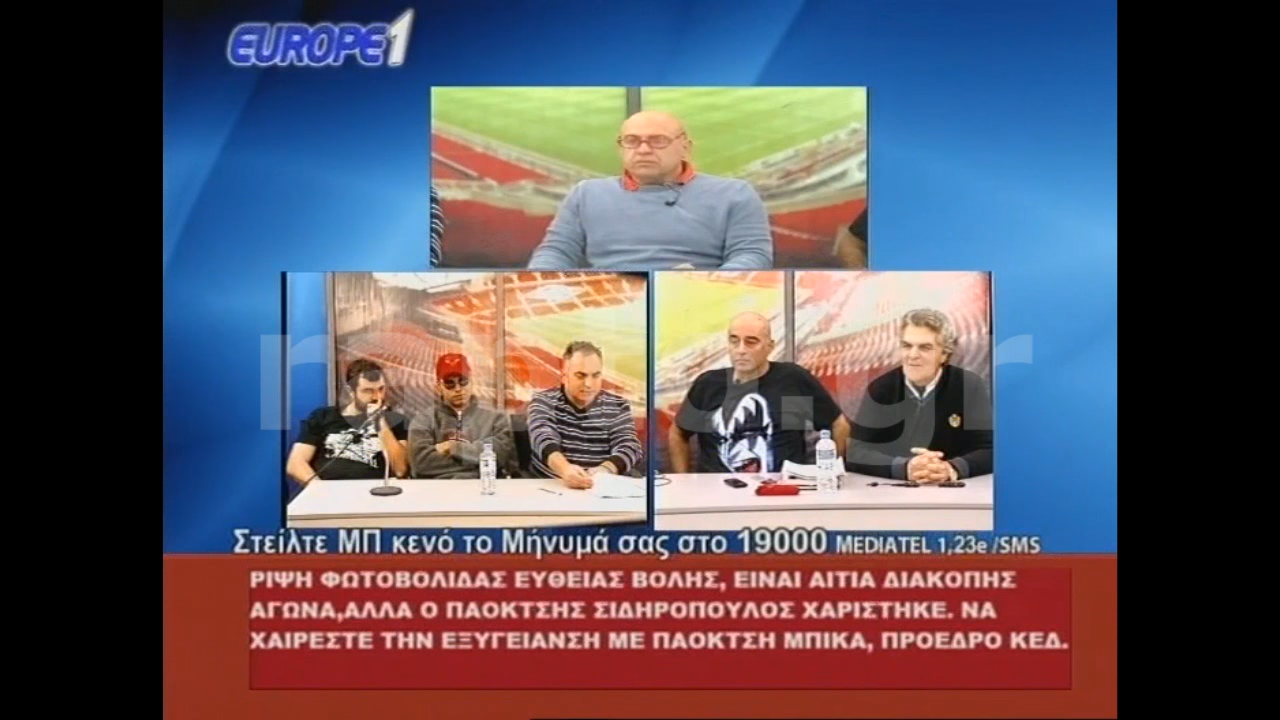 EUROPE1
Στείλτε ΜΠ κενό το Μήνυμά σας στο 19000 MEDIATEL 1,23e /SMS
ΡΙΨΗ ΦΩΤΟΒΟΛΙΔΑΣ ΕΥΘΕΙΑΣ ΒΟΛΗΣ, ΕΙΝΑΙ ΑΙΤΙΑ ΔΙΑΚΟΠΗΣ
ΑΓΩΝΑ,ΑΛΛΑ Ο ΠΑΟΚΤΣΗΣ ΣΙΔΗΡΟΠΟΥΛΟΣ ΧΑΡΙΣΤΗΚΕ. ΝΑ
ΧΑΙΡΕΣΤΕ ΤΗΝ ΕΞΥΓΕΙΑΝΣΗ ΜΕ ΠΑΟΚΤΣΗ ΜΠΙΚΑ, ΠΡΟΕΔΡΟ ΚΕΔ.